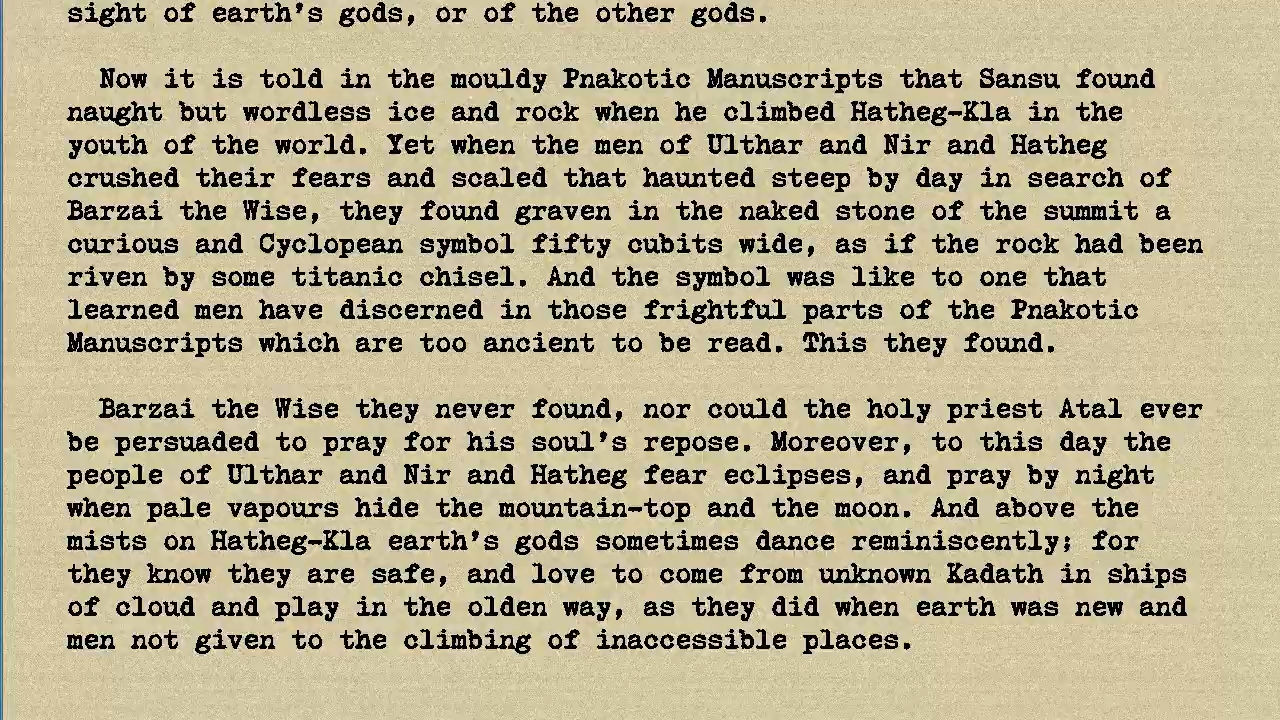 sight of earth's gods, or of the other gods.
Now it is told in the mouldy Pnakotic Manuscripts that Sansu found
naught but wordless ice and rock when he climbed Hatheg-Kla in the
youth of the world. Yet when the men of Ulthar and Nir and Hatheg
crushed their fears and scaled that haunted steep by day in search of
Barzai the Wise, they found graven in the naked stone of the summit a
curious and Cyclopean symbol fifty cubits wide, as if the rock had been
riven by some titanic chisel. And the symbol was like to one that
learned men have discerned in those frightful parts of the Pnakotic
Manuscripts which are too ancient to be read. This they found.
Barzai the Wise they never found, nor could the holy priest Atal ever
be persuaded to pray for his soul's repose. Moreover, to this day the
people of Ulthar and Nir and Hatheg fear eclipses, and pray by night
when pale vapours hide the mountain-top and the moon. And above the
mists on Hatheg-Kla earth's gods sometimes dance reminiscently; for
they know they are safe, and love to come from unknown Kadath in ships
of cloud and play in the olden way, as they did when earth was new and
men not given to the climbing of inaccessible places.